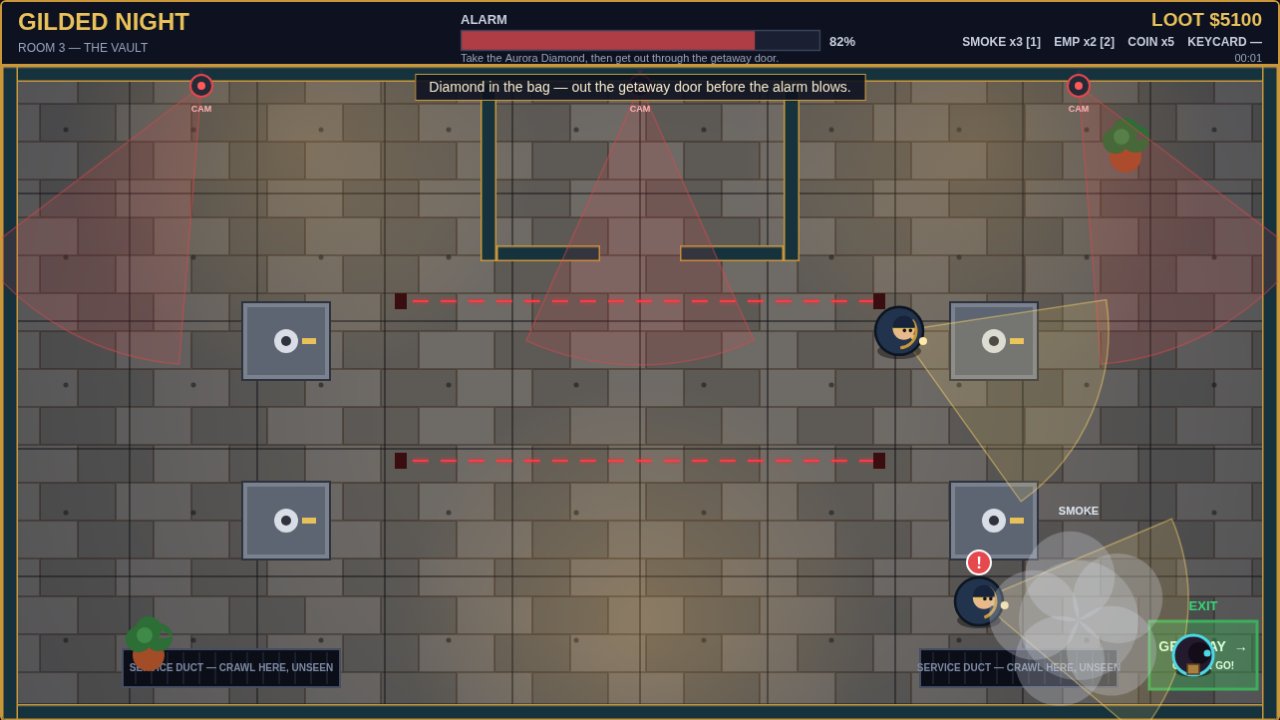 GILDED NIGHT
ROOM 3 — THE VAULT
ALARM
82%
Take the Aurora Diamond, then get out through the getaway door.
LOOT $5100
SMOKE x3 [1] EMP x2 [2] COIN x5 KEYCARD —
00:01
Diamond in the bag — out the getaway door before the alarm blows.
CAM
CAM
CAM
SMOKE
!
EXIT
→
GO!
SERVICE DUCT — CRAWL HERE, UNSEEN
SERVICE DUCT — CRAWL HERE, UNSEEN